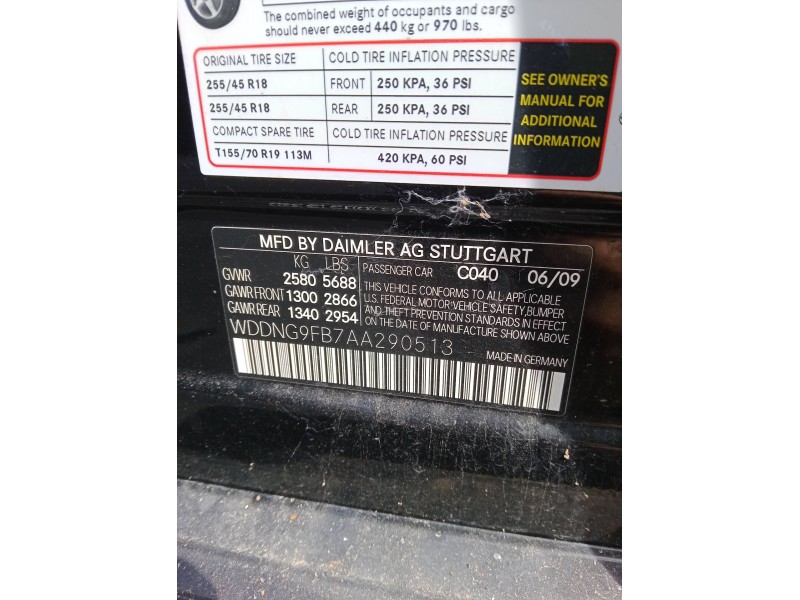 The combined weight of occupants and cargo
should never exceed 440 kg or 970 lbs.
ORIGINAL TIRE SIZE COLD TIRE INFLATION PRESSURE
255/45 R18 FRONT 250 KPA, 36 PSI
255/45 R18 REAR 250 KPA, 36 PSI
COMPACT SPARE TIRE COLD TIRE INFLATION PRESSURE
T155/70 R19 113M 420 KPA, 60 PSI
SEE OWNER'S
MANUAL FOR
ADDITIONAL
INFORMATION
MFD BY DAIMLER AG STUTTGART
KG LBS
GVWR 2580 5688
GAWR FRONT 1300 2866
GAWR REAR 1340 2954
PASSENGER CAR C040 06/09
THIS VEHICLE CONFORMS TO ALL APPLICABLE
U.S. FEDERAL MOTOR VEHICLE SAFETY, BUMPER
AND THEFT PREVENTION STANDARDS IN EFFECT
ON THE DATE OF MANUFACTURE SHOWN ABOVE
WDDNG9FB7AA290513
MADE IN GERMANY